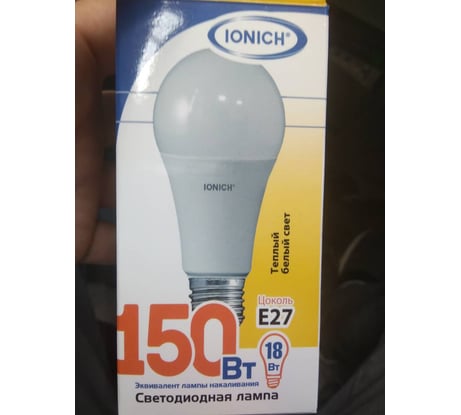 IONICH®
IONICH®
Теплый
белый свет
Цоколь
E27
150 Вт
18
Вт
Эквивалент лампы накаливания
Светодиодная лампа